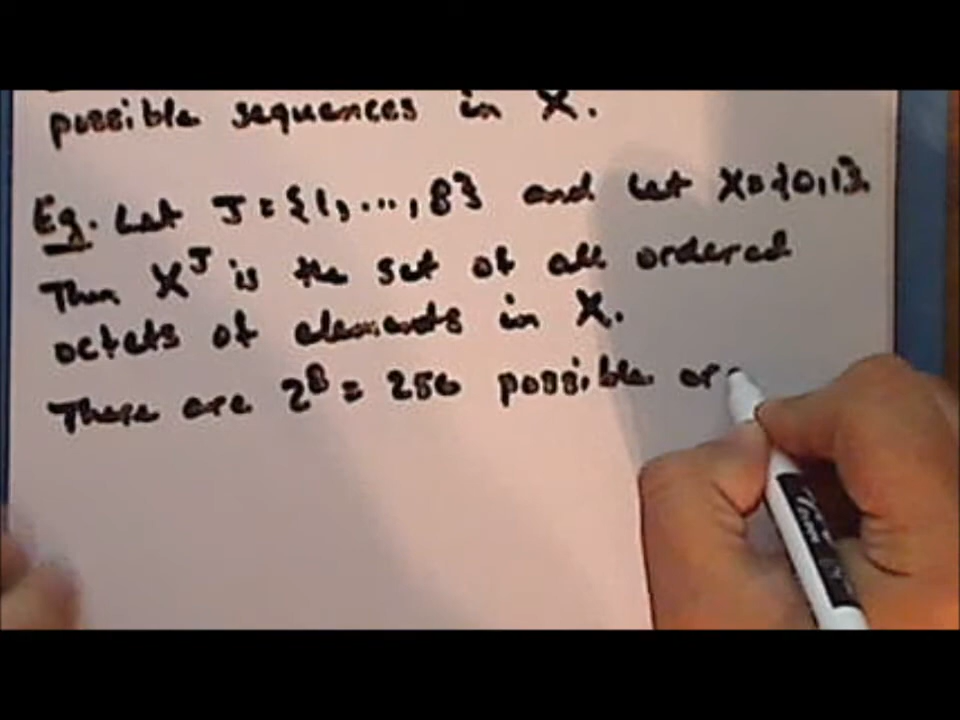 possible sequences in X.
Eg. Let J = {1, ..., 8} and let X = {0,1}.
Then X^J is the set of all ordered
octets of elements in X.
There are 2^8 = 256 possible or